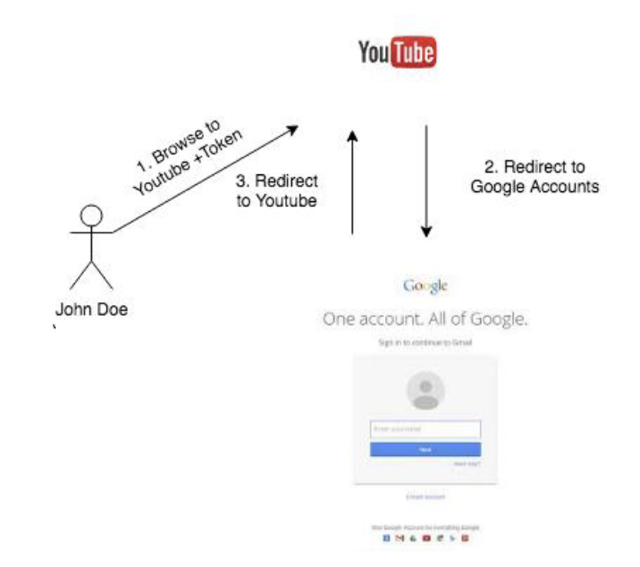 YouTube
1. Browse to
Youtube +Token
3. Redirect
to Youtube
2. Redirect to
Google Accounts
John Doe
Google
One account. All of Google.
Sign in to continue to Gmail
Enter your email
Next
Need help?
Create account
One Google Account for everything Google